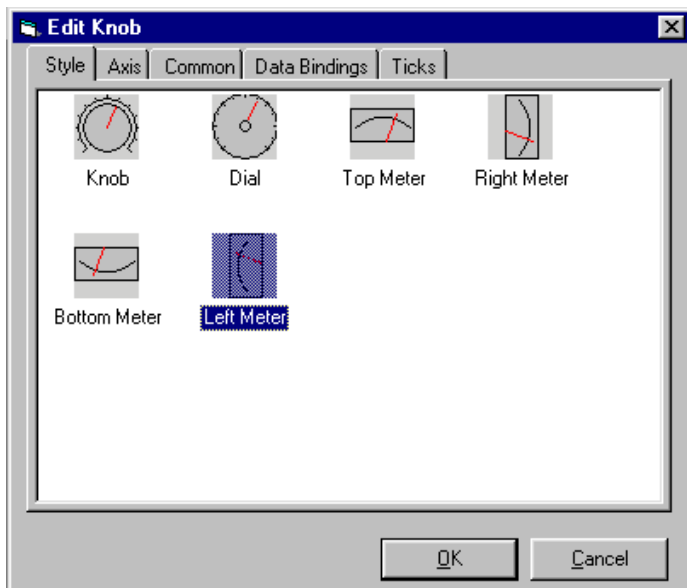 Edit Knob
Style Axis Common Data Bindings Ticks
Knob Dial Top Meter Right Meter
Bottom Meter Left Meter
OK Cancel